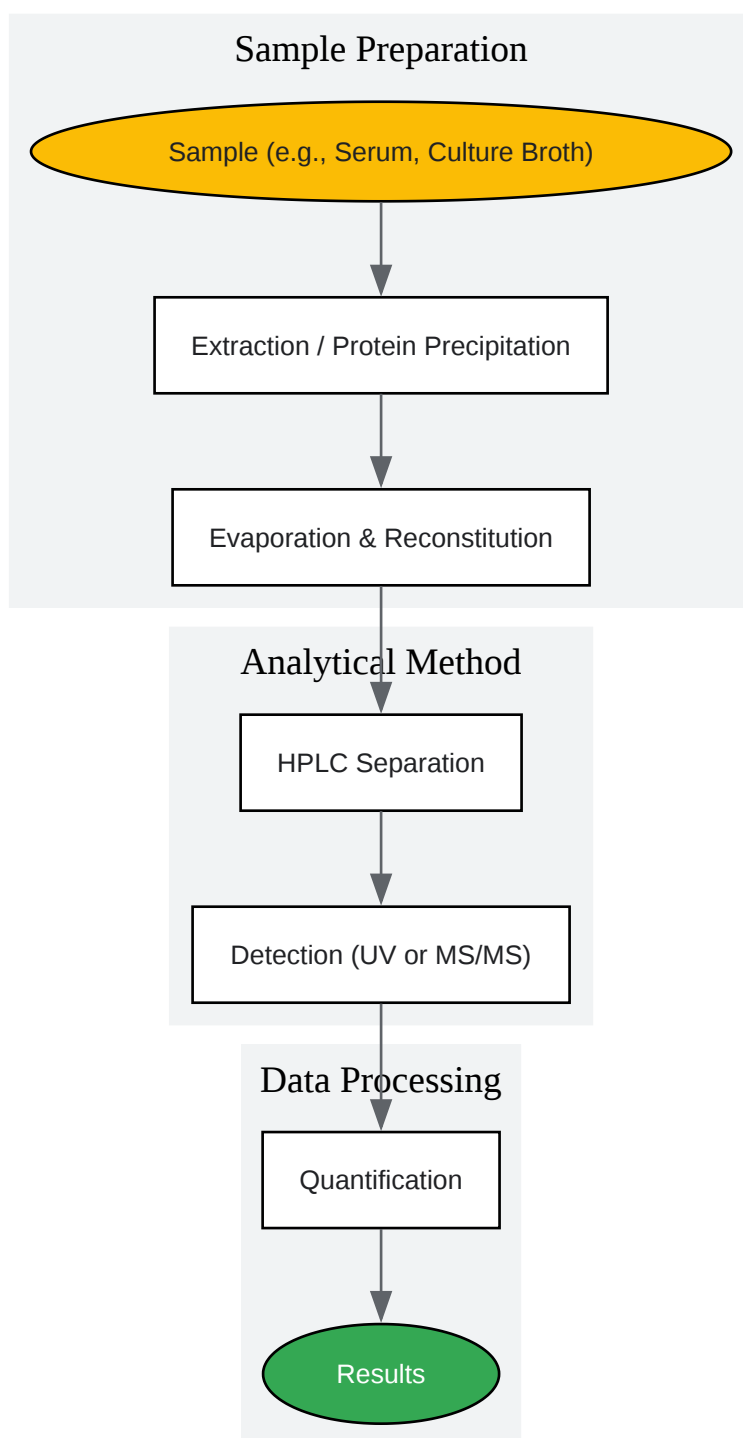 Sample Preparation
Sample (e.g., Serum, Culture Broth)
Extraction / Protein Precipitation
Evaporation & Reconstitution
Analytical Method
HPLC Separation
Detection (UV or MS/MS)
Data Processing
Quantification
Results